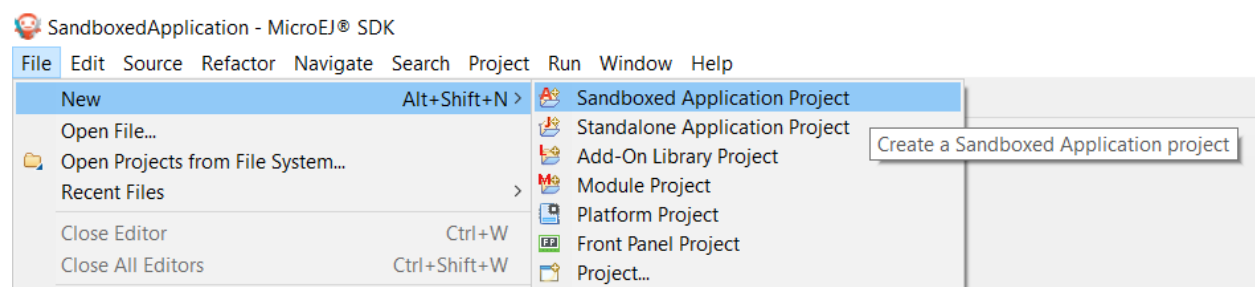 SandboxedApplication - MicroEJ® SDK
File Edit Source Refactor Navigate Search Project Run Window Help
New Alt+Shift+N >
Open File...
Open Projects from File System...
Recent Files >
Close Editor Ctrl+W
Close All Editors Ctrl+Shift+W
Sandboxed Application Project
Standalone Application Project
Add-On Library Project
Module Project
Platform Project
Front Panel Project
Project...
Create a Sandboxed Application project